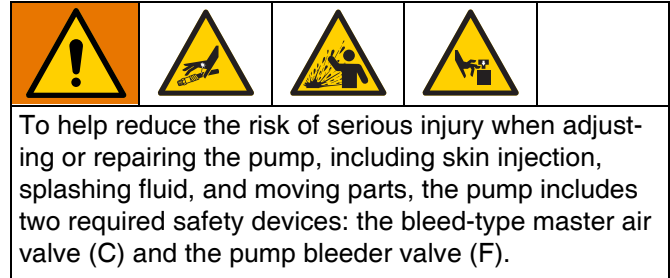 To help reduce the risk of serious injury when adjust-
ing or repairing the pump, including skin injection,
splashing fluid, and moving parts, the pump includes
two required safety devices: the bleed-type master air
valve (C) and the pump bleeder valve (F).